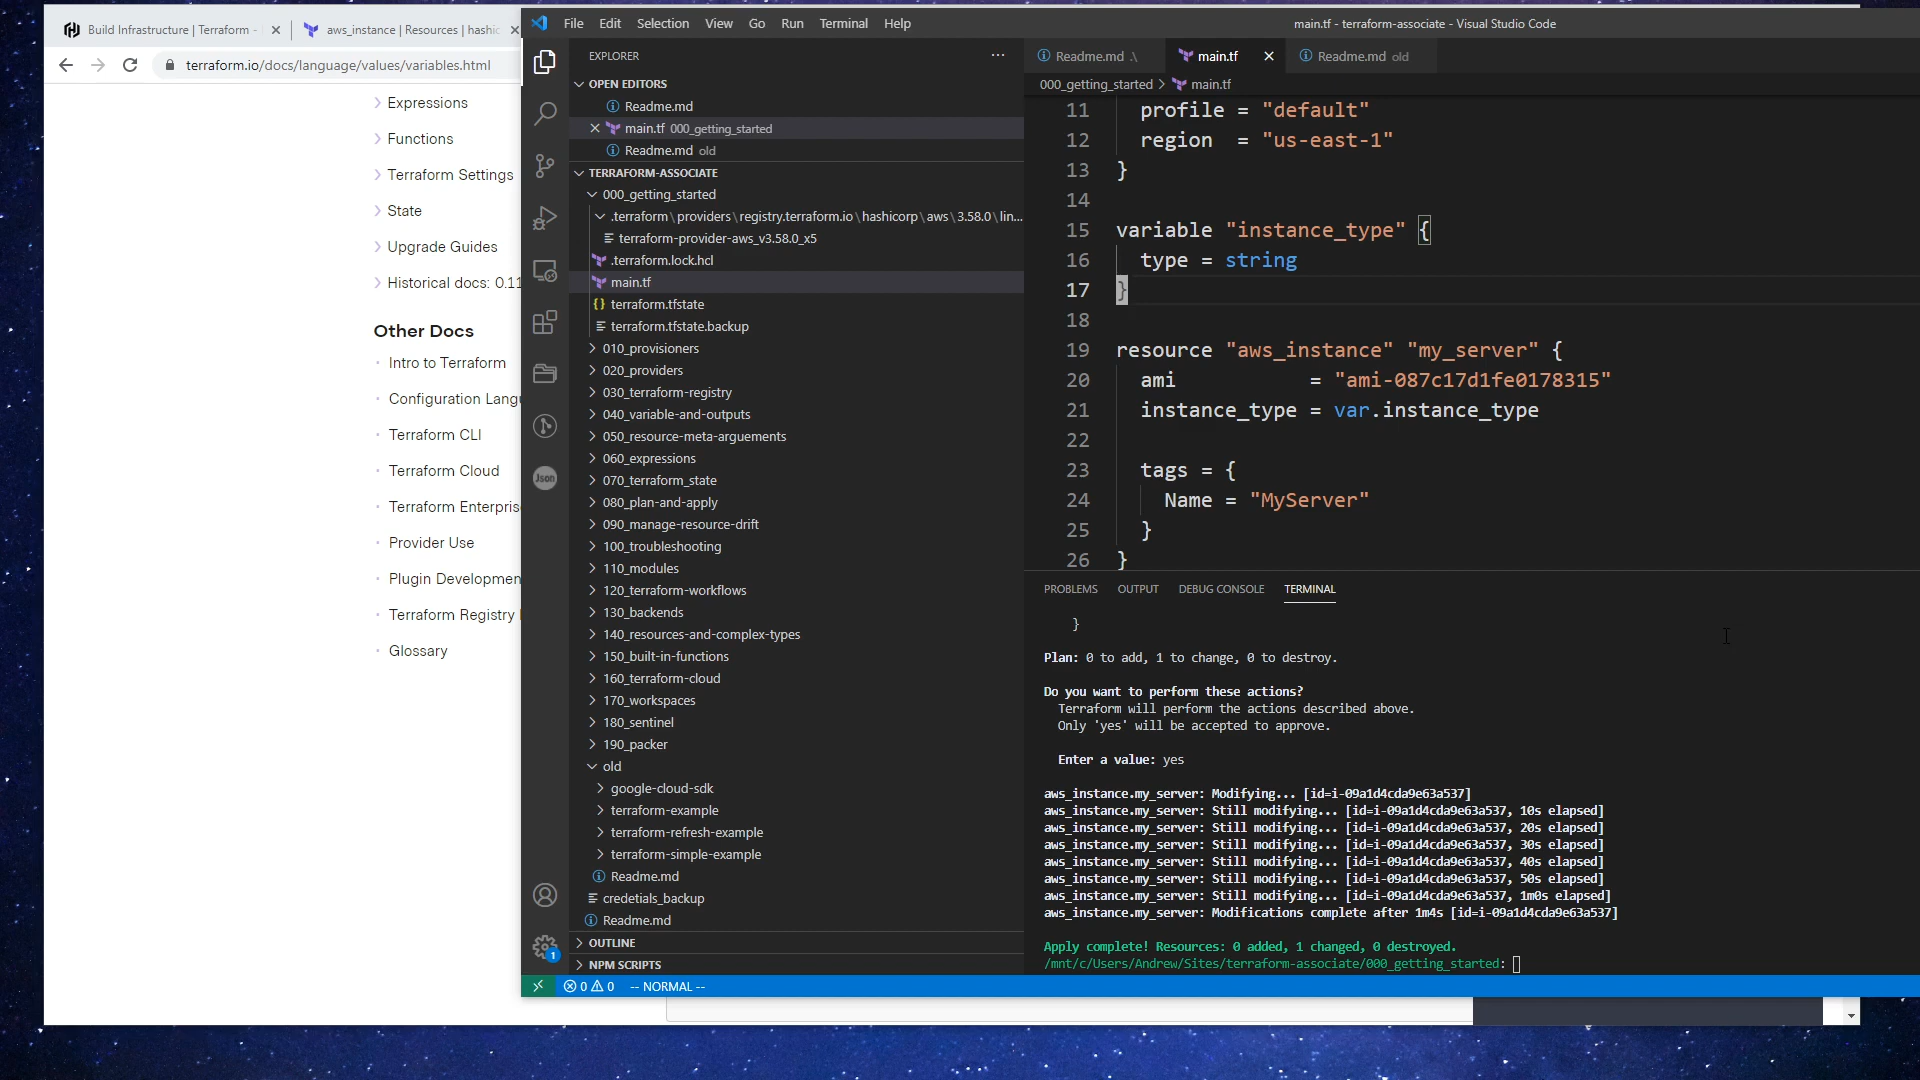 Build Infrastructure | Terraform -
aws_instance | Resources | hashic
terraform.io/docs/language/values/variables.html
Expressions
Functions
Terraform Settings
State
Upgrade Guides
Historical docs: 0.11
Other Docs
Intro to Terraform
Configuration Langu
Terraform CLI
Terraform Cloud
Terraform Enterpris
Provider Use
Plugin Developmen
Terraform Registry
Glossary
File Edit Selection View Go Run Terminal Help
main.tf - terraform-associate - Visual Studio Code
EXPLORER
OPEN EDITORS
Readme.md
main.tf 000_getting_started
Readme.md old
TERRAFORM-ASSOCIATE
000_getting_started
.terraform\providers\registry.terraform.io\hashicorp\aws\3.58.0\lin...
terraform-provider-aws_v3.58.0_x5
.terraform.lock.hcl
main.tf
terraform.tfstate
terraform.tfstate.backup
010_provisioners
020_providers
030_terraform-registry
040_variable-and-outputs
050_resource-meta-arguements
060_expressions
070_terraform_state
080_plan-and-apply
090_manage-resource-drift
100_troubleshooting
110_modules
120_terraform-workflows
130_backends
140_resources-and-complex-types
150_built-in-functions
160_terraform-cloud
170_workspaces
180_sentinel
190_packer
old
google-cloud-sdk
terraform-example
terraform-refresh-example
terraform-simple-example
Readme.md
credetials_backup
Readme.md
OUTLINE
NPM SCRIPTS
Json
1
Readme.md .\
main.tf
Readme.md old
000_getting_started > main.tf
11 profile = "default"
12 region = "us-east-1"
13 }
14
15 variable "instance_type" {
16 type = string
17 }
18
19 resource "aws_instance" "my_server" {
20 ami = "ami-087c17d1fe0178315"
21 instance_type = var.instance_type
22
23 tags = {
24 Name = "MyServer"
25 }
26 }
PROBLEMS OUTPUT DEBUG CONSOLE TERMINAL
}
Plan: 0 to add, 1 to change, 0 to destroy.
Do you want to perform these actions?
Terraform will perform the actions described above.
Only 'yes' will be accepted to approve.
Enter a value: yes
aws_instance.my_server: Modifying... [id=i-09a1d4cda9e63a537]
aws_instance.my_server: Still modifying... [id=i-09a1d4cda9e63a537, 10s elapsed]
aws_instance.my_server: Still modifying... [id=i-09a1d4cda9e63a537, 20s elapsed]
aws_instance.my_server: Still modifying... [id=i-09a1d4cda9e63a537, 30s elapsed]
aws_instance.my_server: Still modifying... [id=i-09a1d4cda9e63a537, 40s elapsed]
aws_instance.my_server: Still modifying... [id=i-09a1d4cda9e63a537, 50s elapsed]
aws_instance.my_server: Still modifying... [id=i-09a1d4cda9e63a537, 1m0s elapsed]
aws_instance.my_server: Modifications complete after 1m4s [id=i-09a1d4cda9e63a537]
Apply complete! Resources: 0 added, 1 changed, 0 destroyed.
/mnt/c/Users/Andrew/Sites/terraform-associate/000_getting_started:
0 0 -- NORMAL --